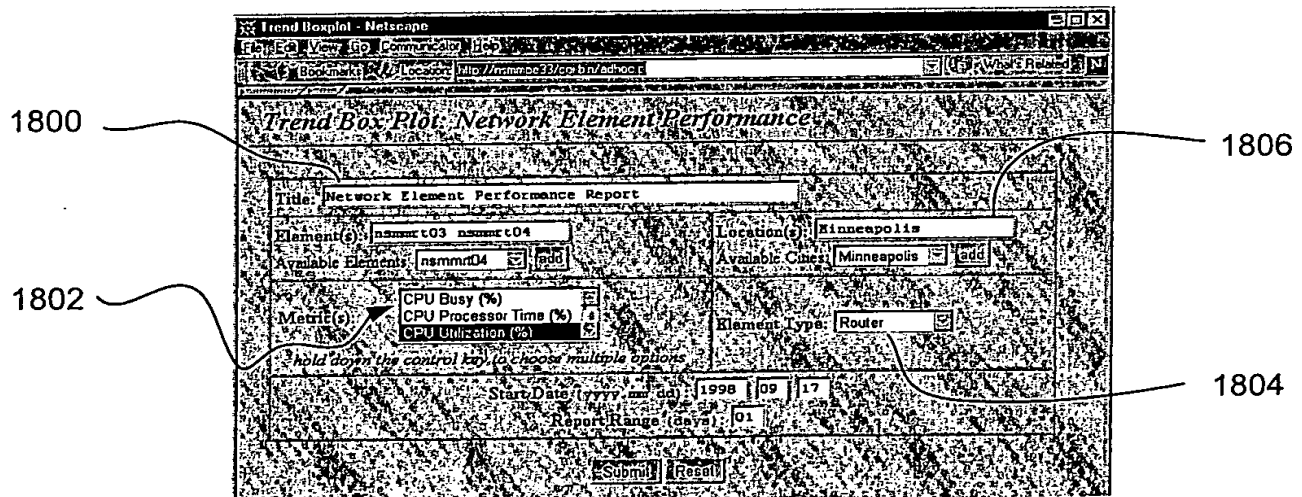 Trend Boxplot - Netscape
File Edit View Go Communicator Help
Bookmarks Location: http://nsmmoc33/ What's Related N
Trend Box Plot: Network Element Performance
1800
1806
Title: Network Element Performance Report
Element(s): nsmmrt03 nsmmrt04
Location(s) Minneapolis
Available Elements: nsmmrt04 add
Available Cities: Minneapolis add
1802
Metric(s)
CPU Busy (%)
CPU Processor Time (%)
CPU Utilization (%)
Element Type: Router
hold down the control key to choose multiple options
1804
Start Date (yyyy mm dd) 1998 09 17
Report Range (days) 01
Submit Reset